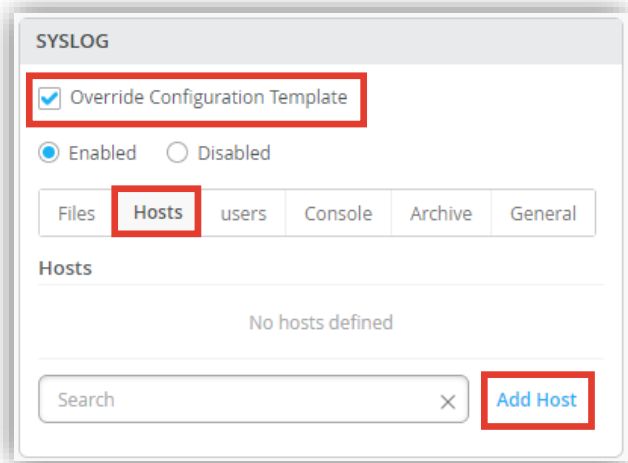 SYSLOG
Override Configuration Template
Enabled Disabled
Files Hosts users Console Archive General
Hosts
No hosts defined
Search Add Host